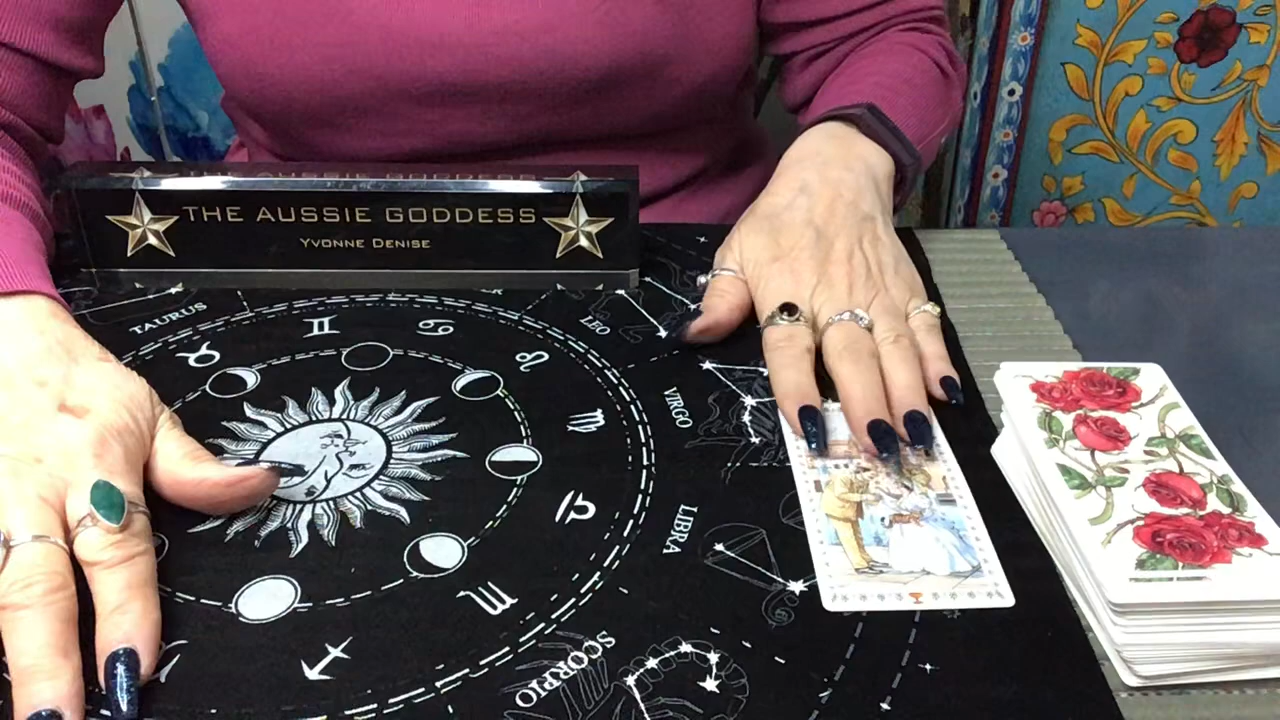 THE AUSSIE GODDESS
YVONNE DENISE
TAURUS
LEO
VIRGO
LIBRA
SCORPIO